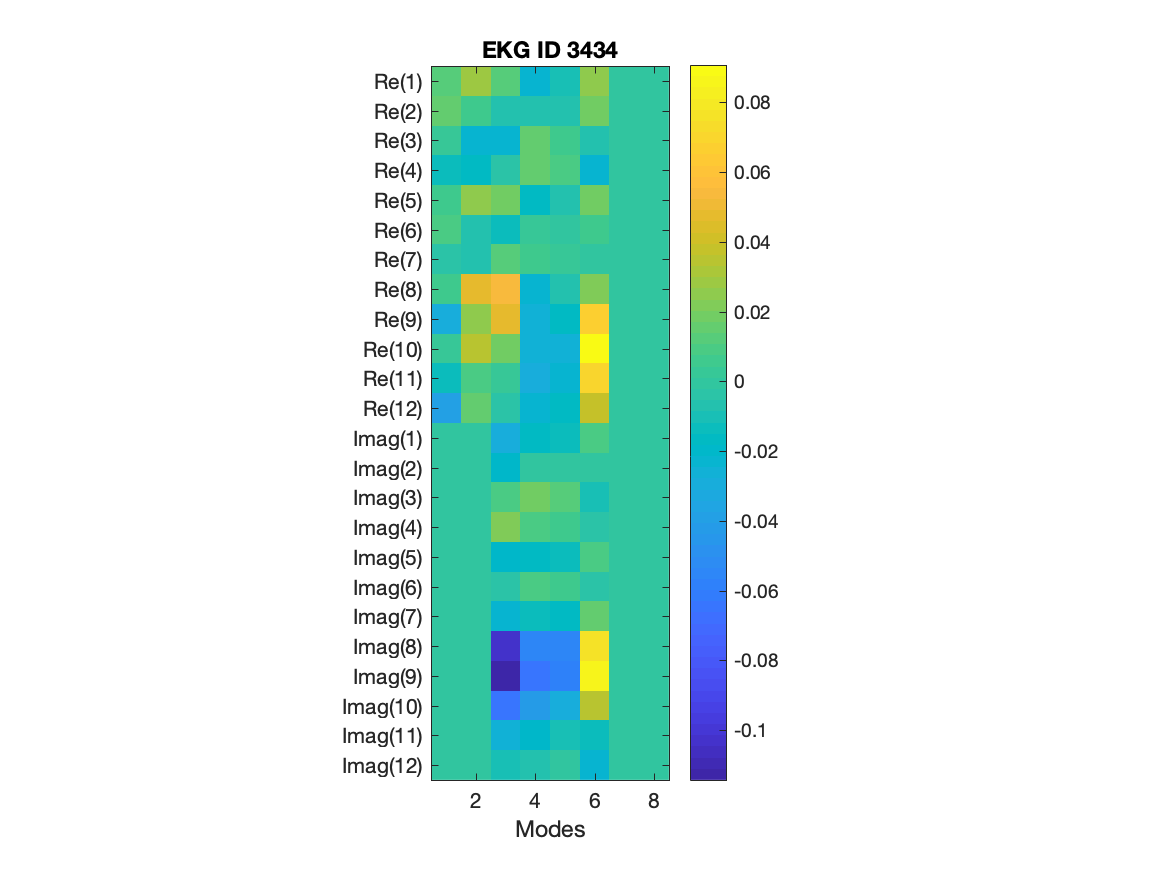 EKG ID 3434
Re(1)
Re(2)
Re(3)
Re(4)
Re(5)
Re(6)
Re(7)
Re(8)
Re(9)
Re(10)
Re(11)
Re(12)
Imag(1)
Imag(2)
Imag(3)
Imag(4)
Imag(5)
Imag(6)
Imag(7)
Imag(8)
Imag(9)
Imag(10)
Imag(11)
Imag(12)
2 4 6 8
Modes
0.08
0.06
0.04
0.02
0
-0.02
-0.04
-0.06
-0.08
-0.1